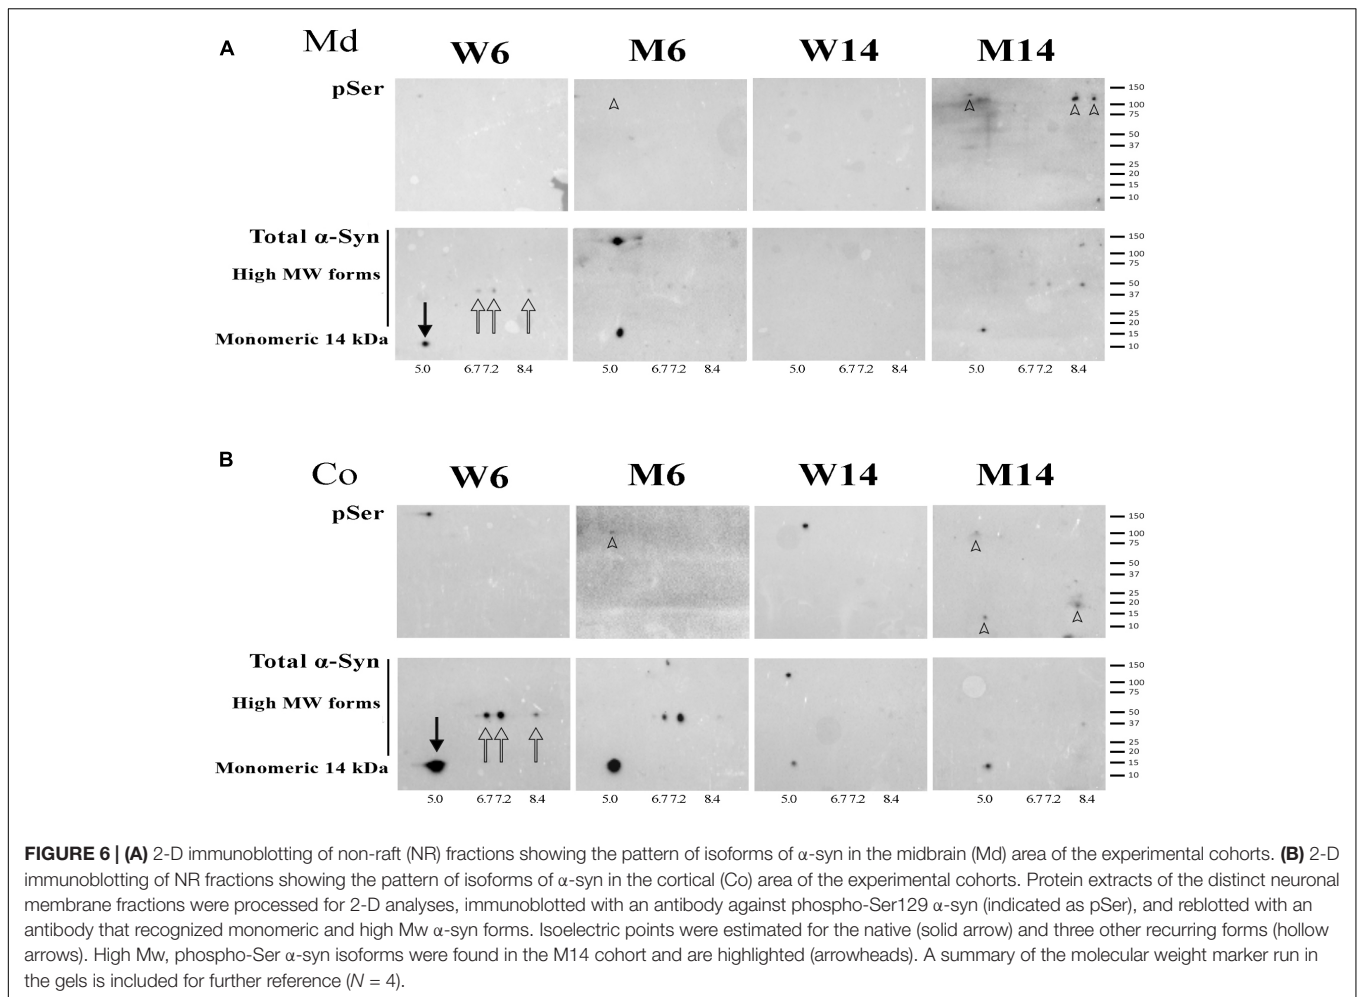 A Md W6 M6 W14 M14
pSer
150
100
75
50
37
25
20
15
10
Total α-Syn
High MW forms
Monomeric 14 kDa
150
100
75
50
37
25
20
15
10
5.0 6.7 7.2 8.4 5.0 6.7 7.2 8.4 5.0 6.7 7.2 8.4 5.0 6.7 7.2 8.4
B Co W6 M6 W14 M14
pSer
150
100
75
50
37
25
20
15
10
Total α-Syn
High MW forms
Monomeric 14 kDa
150
100
75
50
37
25
20
15
10
5.0 6.7 7.2 8.4 5.0 6.7 7.2 8.4 5.0 6.7 7.2 8.4 5.0 6.7 7.2 8.4
FIGURE 6 | (A) 2-D immunoblotting of non-raft (NR) fractions showing the pattern of isoforms of α-syn in the midbrain (Md) area of the experimental cohorts. (B) 2-D
immunoblotting of NR fractions showing the pattern of isoforms of α-syn in the cortical (Co) area of the experimental cohorts. Protein extracts of the distinct neuronal
membrane fractions were processed for 2-D analyses, immunoblotted with an antibody against phospho-Ser129 α-syn (indicated as pSer), and reblotted with an
antibody that recognized monomeric and high Mw α-syn forms. Isoelectric points were estimated for the native (solid arrow) and three other recurring forms (hollow
arrows). High Mw, phospho-Ser α-syn isoforms were found in the M14 cohort and are highlighted (arrowheads). A summary of the molecular weight marker run in
the gels is included for further reference (N = 4).